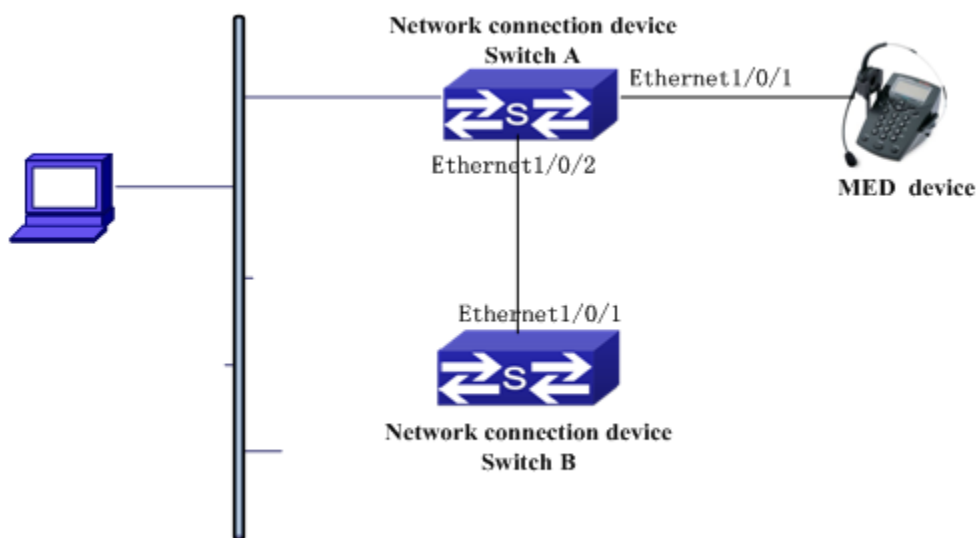 Network connection device
Switch A
Ethernet1/0/1
S
Ethernet1/0/2
MED device
Ethernet1/0/1
S
Network connection device
Switch B